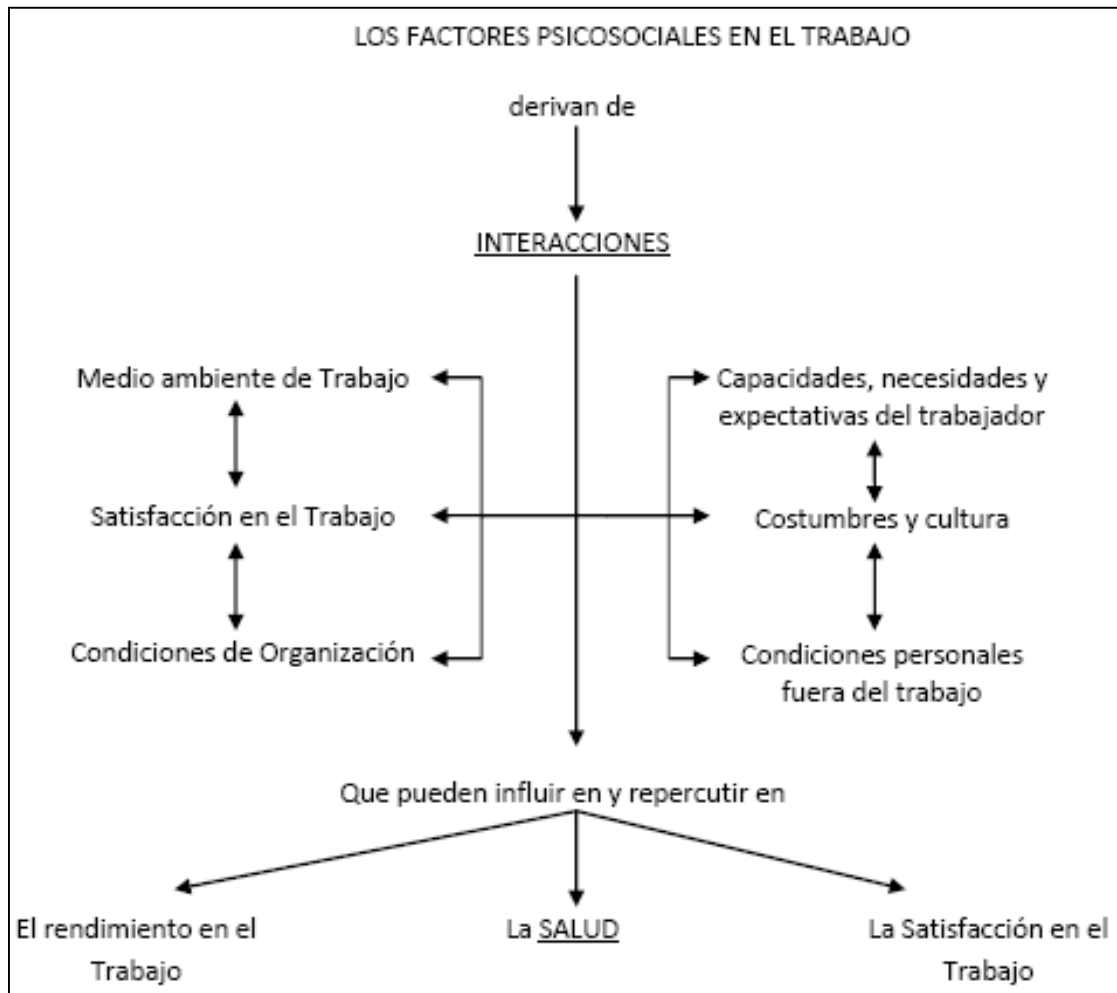 LOS FACTORES PSICOSOCIALES EN EL TRABAJO
derivan de
INTERACCIONES
Medio ambiente de Trabajo
Capacidades, necesidades y
expectativas del trabajador
Satisfacción en el Trabajo
Costumbres y cultura
Condiciones de Organización
Condiciones personales
fuera del trabajo
Que pueden influir en y repercutir en
El rendimiento en el
Trabajo
La SALUD
La Satisfacción en el
Trabajo